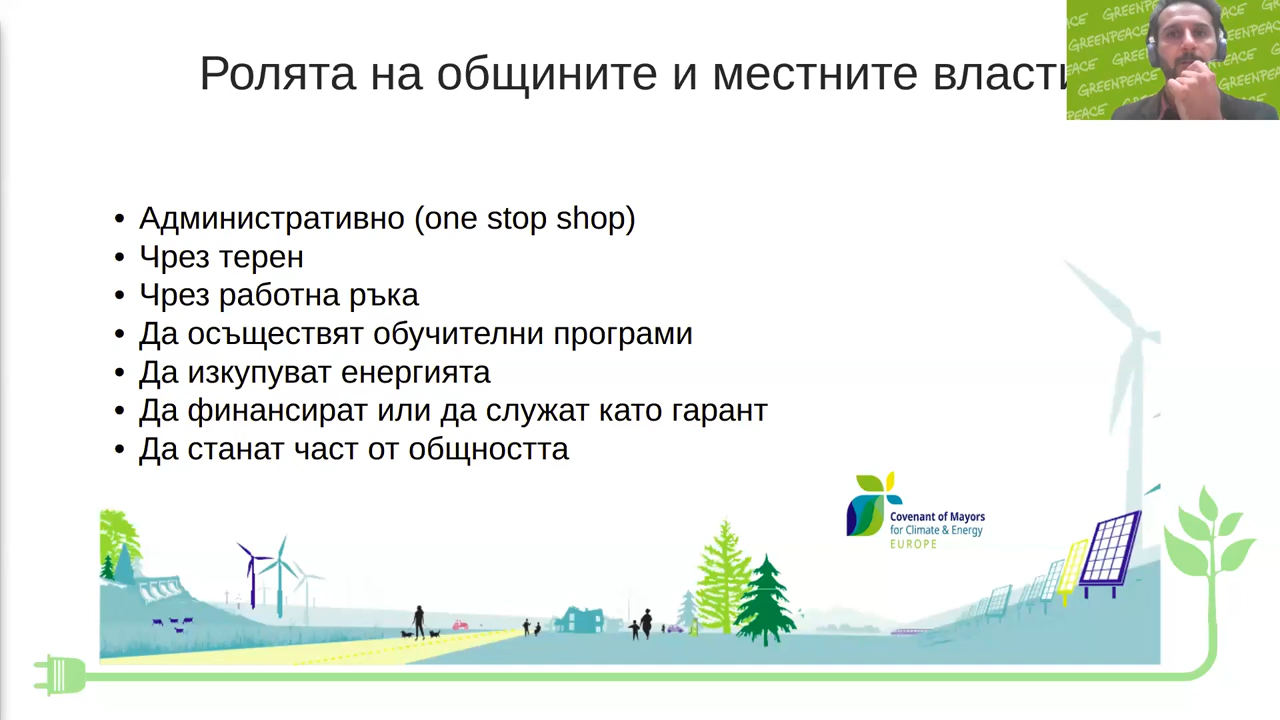 Ролята на общините и местните власти
GREENPEACE
• Административно (one stop shop)
• Чрез терен
• Чрез работна ръка
• Да осъществят обучителни програми
• Да изкупуват енергията
• Да финансират или да служат като гарант
• Да станат част от общността
Covenant of Mayors
for Climate & Energy
EUROPE